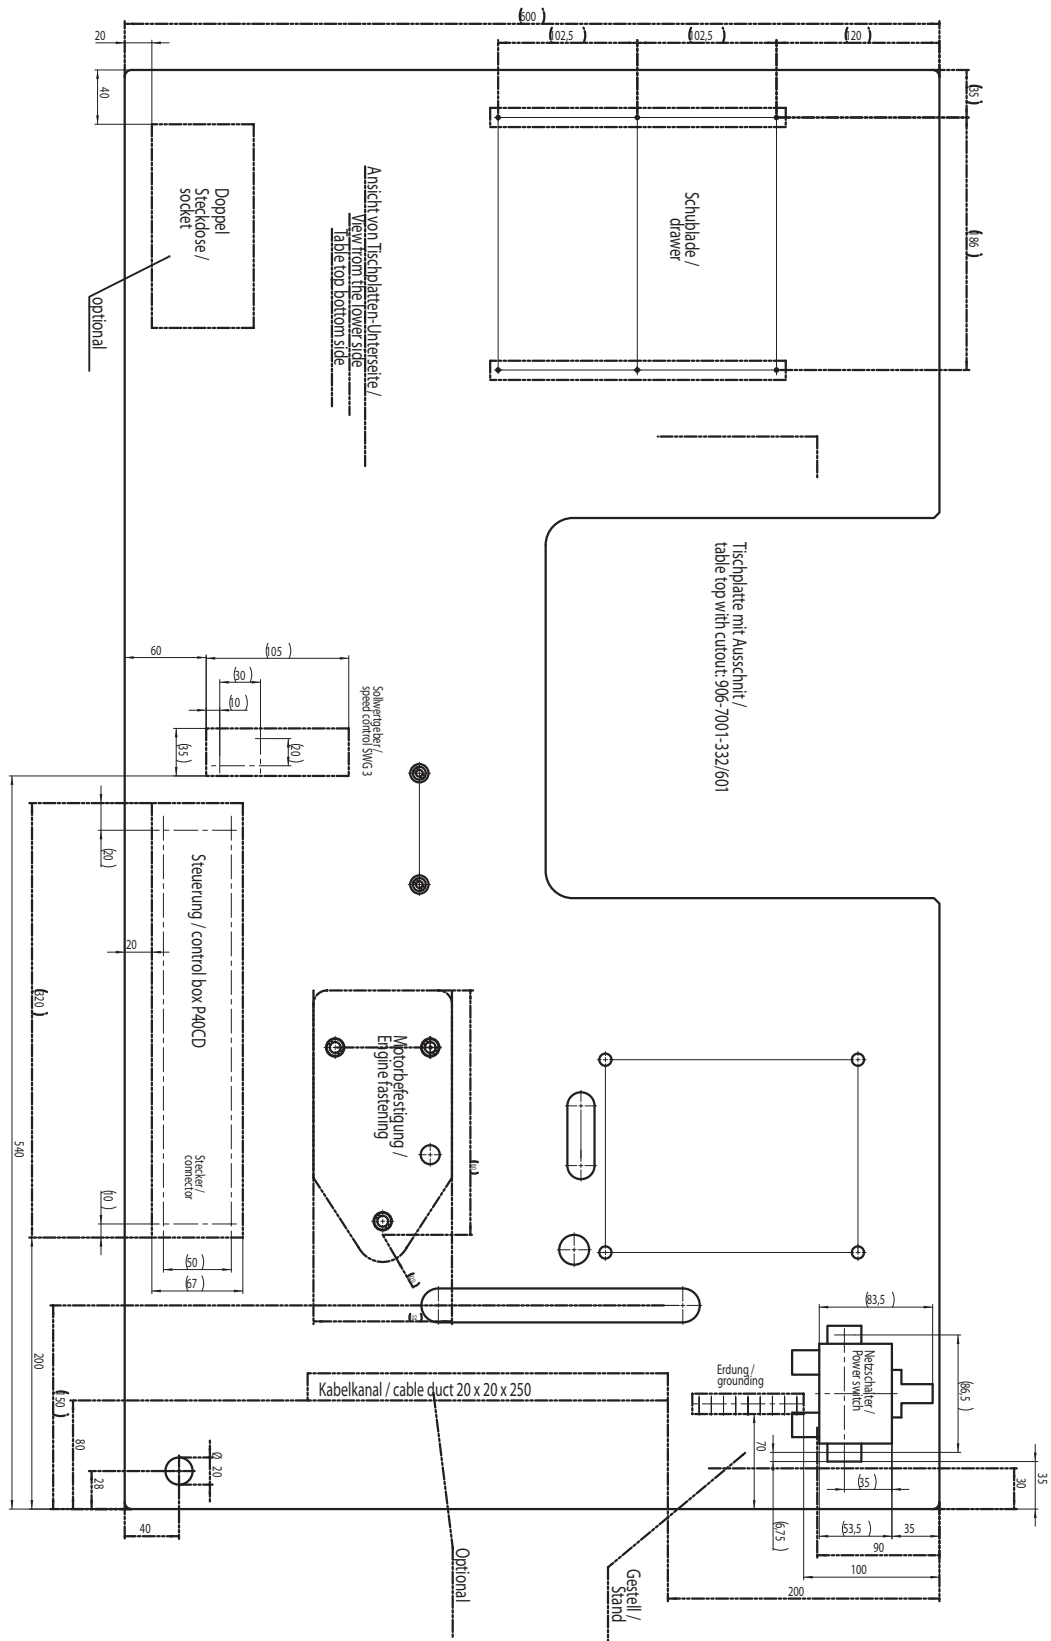 (600)
(102,5)
(102,5)
(120)
20
40
(35)
(186)
Doppel
Steckdose /
socket
optional
Ansicht von Tischplatten-Unterseite /
View from the lower side
Table top bottom side
Schublade /
drawer
Tischplatte mit Ausschnit /
table top with cutout: 906-7001-332/601
60
(105)
(30)
(10)
(35)
(20)
Sollwertgeber /
speed control SWG 3
(20)
Steuerung / control box P40CD
20
(320)
540
Stecker /
connector
(10)
(50)
(67)
Motorbefestigung /
Engine fastening
200
(150)
80
28
Ø 20
40
Kabelkanal / cable duct 20 x 20 x 250
Optional
Erdung /
grounding
Netzschalter /
Power switch
(83,5)
(86,5)
70
(35)
30
35
(6,75)
(53,5)
35
90
100
200
Gestell /
Stand